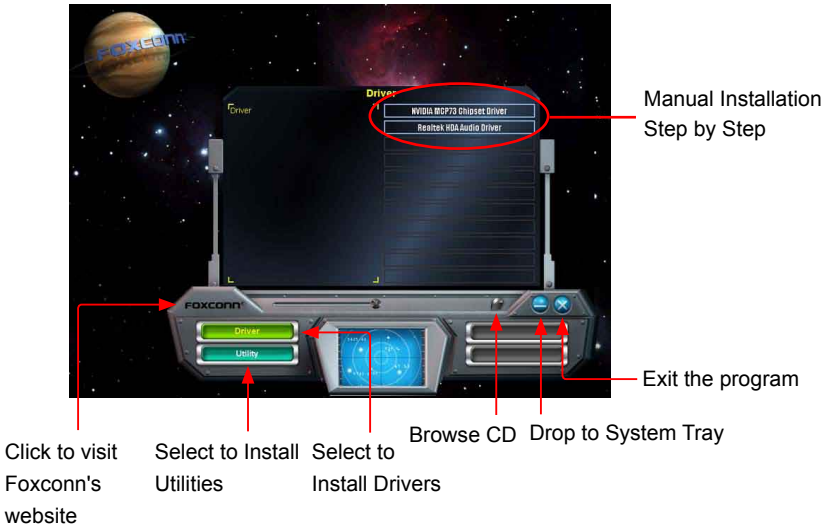 FOXCONN
Driver
Driver
NVIDIA MCP73 Chipset Driver
Realtek HDA Audio Driver
Manual Installation
Step by Step
FOXCONN
Driver
Utility
Exit the program
Browse CD
Drop to System Tray
Click to visit
Foxconn's
website
Select to Install
Utilities
Select to
Install Drivers